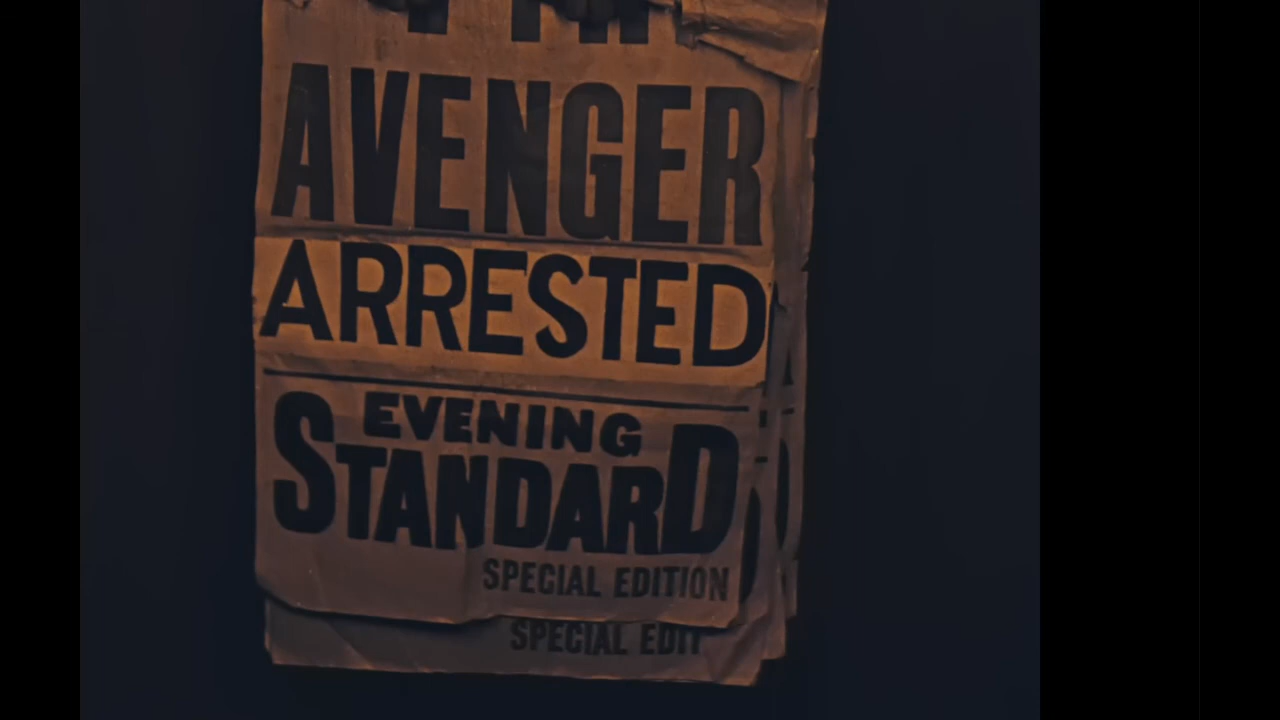 AVENGER
ARRESTED
EVENING
STANDARD
SPECIAL EDITION
SPECIAL EDIT